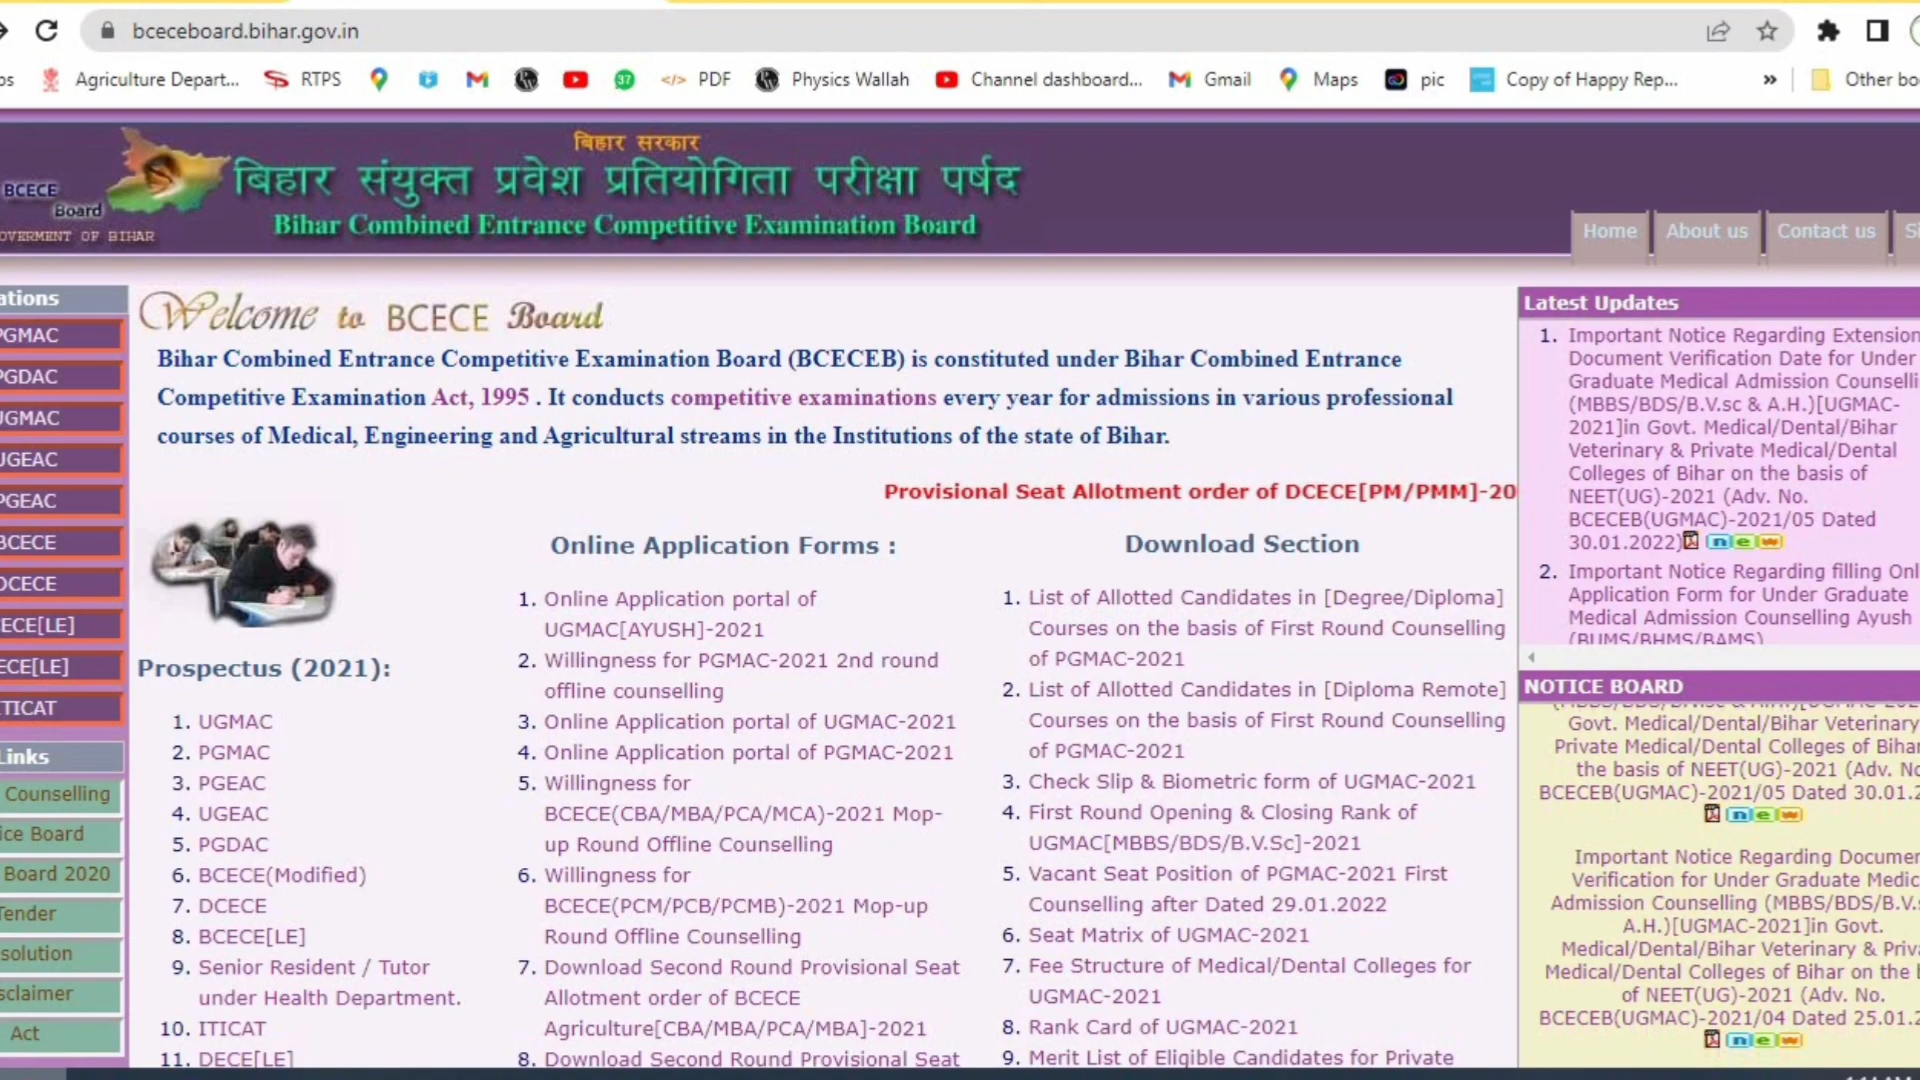 bceceboard.bihar.gov.in
Agriculture Depart...
RTPS
37
PDF
Physics Wallah
Channel dashboard...
Gmail
Maps
pic
Copy of Happy Rep...
»
Other bo
बिहार सरकार
बिहार संयुक्त प्रवेश प्रतियोगिता परीक्षा पर्षद
Bihar Combined Entrance Competitive Examination Board
BCECE
Board
OVERMENT OF BIHAR
Home
About us
Contact us
ations
PGMAC
PGDAC
UGMAC
UGEAC
PGEAC
BCECE
DCECE
ECE[LE]
ECE[LE]
ITICAT
Links
Counselling
ice Board
Board 2020
Tender
solution
sclaimer
Act
Welcome to BCECE Board
Bihar Combined Entrance Competitive Examination Board (BCECEB) is constituted under Bihar Combined Entrance
Competitive Examination Act, 1995 . It conducts competitive examinations every year for admissions in various professional
courses of Medical, Engineering and Agricultural streams in the Institutions of the state of Bihar.
Provisional Seat Allotment order of DCECE[PM/PMM]-20
Prospectus (2021):
1. UGMAC
2. PGMAC
3. PGEAC
4. UGEAC
5. PGDAC
6. BCECE(Modified)
7. DCECE
8. BCECE[LE]
9. Senior Resident / Tutor
under Health Department.
10. ITICAT
11. DECE[LE]
Online Application Forms :
1. Online Application portal of
UGMAC[AYUSH]-2021
2. Willingness for PGMAC-2021 2nd round
offline counselling
3. Online Application portal of UGMAC-2021
4. Online Application portal of PGMAC-2021
5. Willingness for
BCECE(CBA/MBA/PCA/MCA)-2021 Mop-
up Round Offline Counselling
6. Willingness for
BCECE(PCM/PCB/PCMB)-2021 Mop-up
Round Offline Counselling
7. Download Second Round Provisional Seat
Allotment order of BCECE
Agriculture[CBA/MBA/PCA/MBA]-2021
8. Download Second Round Provisional Seat
Download Section
1. List of Allotted Candidates in [Degree/Diploma]
Courses on the basis of First Round Counselling
of PGMAC-2021
2. List of Allotted Candidates in [Diploma Remote]
Courses on the basis of First Round Counselling
of PGMAC-2021
3. Check Slip & Biometric form of UGMAC-2021
4. First Round Opening & Closing Rank of
UGMAC[MBBS/BDS/B.V.Sc]-2021
5. Vacant Seat Position of PGMAC-2021 First
Counselling after Dated 29.01.2022
6. Seat Matrix of UGMAC-2021
7. Fee Structure of Medical/Dental Colleges for
UGMAC-2021
8. Rank Card of UGMAC-2021
9. Merit List of Eligible Candidates for Private
Latest Updates
1. Important Notice Regarding Extension
Document Verification Date for Under
Graduate Medical Admission Counselli
(MBBS/BDS/B.V.sc & A.H.)[UGMAC-
2021]in Govt. Medical/Dental/Bihar
Veterinary & Private Medical/Dental
Colleges of Bihar on the basis of
NEET(UG)-2021 (Adv. No.
BCECEB(UGMAC)-2021/05 Dated
30.01.2022) new
2. Important Notice Regarding filling Onl
Application Form for Under Graduate
Medical Admission Counselling Ayush
(BUMS/BHMS/BAMS)
NOTICE BOARD
Govt. Medical/Dental/Bihar Veterinary
Private Medical/Dental Colleges of Bihar
the basis of NEET(UG)-2021 (Adv. No
BCECEB(UGMAC)-2021/05 Dated 30.01.2
new
Important Notice Regarding Documen
Verification for Under Graduate Medic
Admission Counselling (MBBS/BDS/B.V.s
A.H.)[UGMAC-2021]in Govt.
Medical/Dental/Bihar Veterinary & Priva
Medical/Dental Colleges of Bihar on the b
of NEET(UG)-2021 (Adv. No.
BCECEB(UGMAC)-2021/04 Dated 25.01.2
new